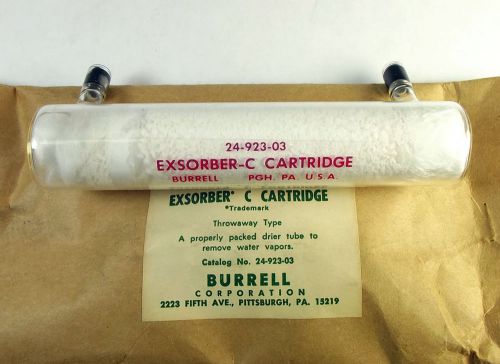 24-923-03
EXSORBER-C CARTRIDGE
BURRELL PGH. PA. U.S.A.
EXSORBER* C CARTRIDGE
*Trademark
Throwaway Type
A properly packed drier tube to
remove water vapors.
Catalog No. 24-923-03
BURRELL
CORPORATION
2223 FIFTH AVE., PITTSBURGH, PA. 15219